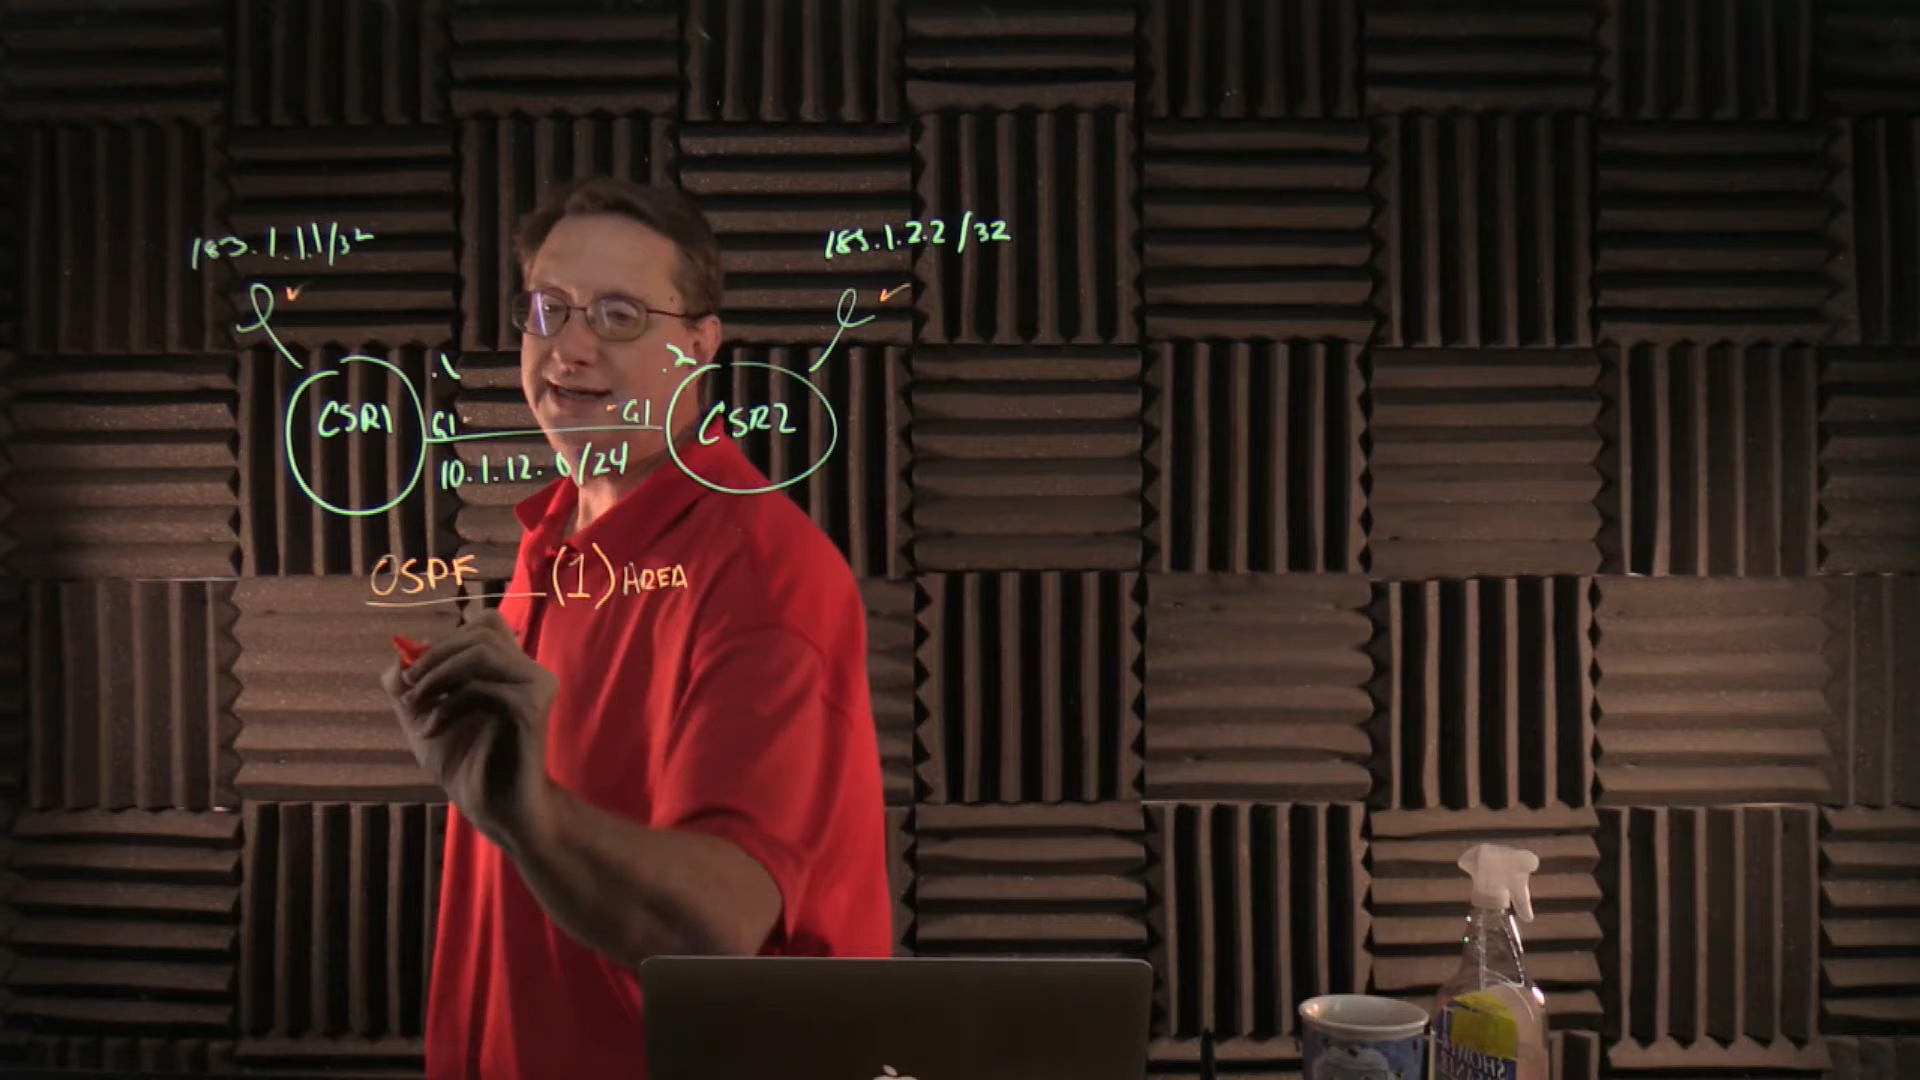 183.1.1.1/32
183.1.2.2/32
.1
.2
CSR1
G1
G1
CSR2
10.1.12.0/24
OSPF (1) AREA
SHOWER